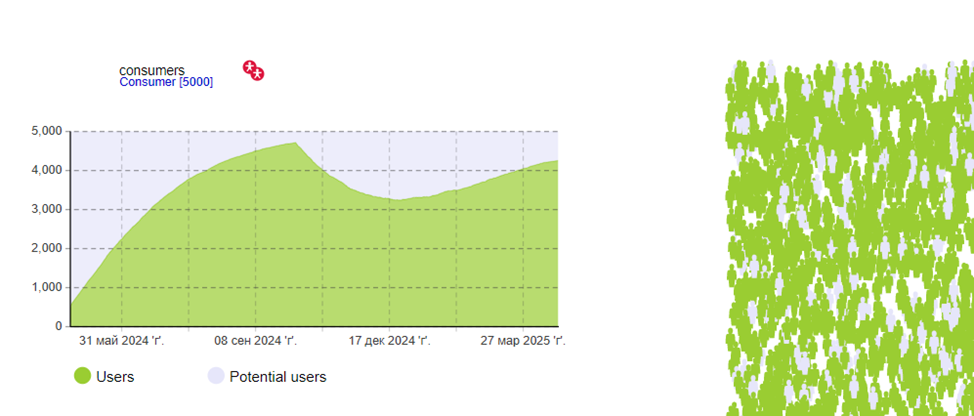 consumers
Consumer [5000]
5,000
4,000
3,000
2,000
1,000
0
31 май 2024 'г'.
08 сен 2024 'г'.
17 дек 2024 'г'.
27 мар 2025 'г'.
Users
Potential users